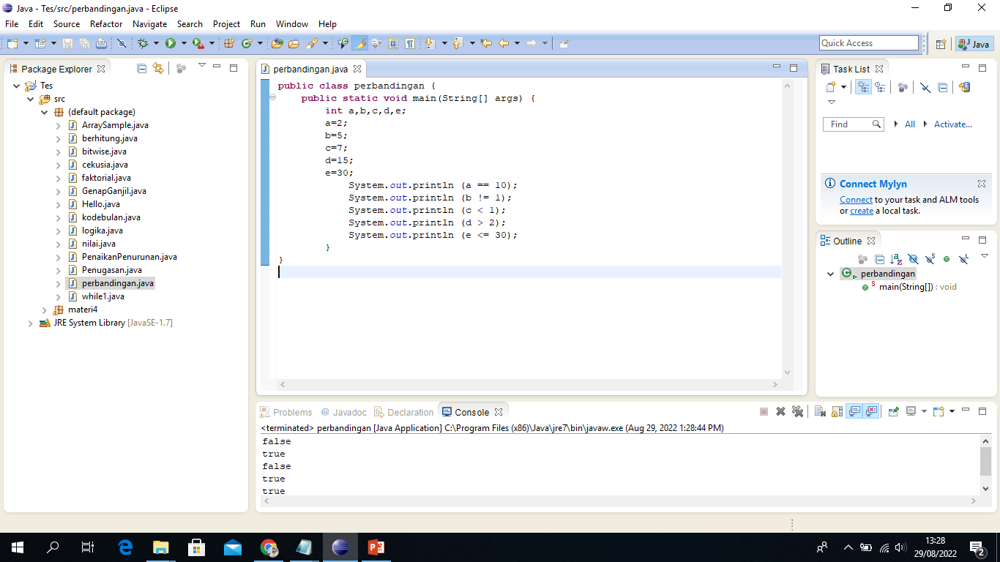 Java - Tes/src/perbandingan.java - Eclipse
File Edit Source Refactor Navigate Search Project Run Window Help
Quick Access
Java
Package Explorer
Tes
src
(default package)
ArraySample.java
berhitung.java
bitwise.java
cekusia.java
faktorial.java
GenapGanjil.java
Hello.java
kodebulan.java
logika.java
nilai.java
PenaikanPenurunan.java
Penugasan.java
perbandingan.java
while1.java
materi4
JRE System Library [JavaSE-1.7]
perbandingan.java
public class perbandingan {
public static void main(String[] args) {
int a,b,c,d,e;
a=2;
b=5;
c=7;
d=15;
e=30;
System.out.println (a == 10);
System.out.println (b != 1);
System.out.println (c < 1);
System.out.println (d > 2);
System.out.println (e <= 30);
}
}
Task List
Find
All
Activate...
Connect Mylyn
Connect to your task and ALM tools
or create a local task.
Outline
perbandingan
main(String[]) : void
Problems @ Javadoc Declaration Console
<terminated> perbandingan [Java Application] C:\Program Files (x86)\Java\jre7\bin\javaw.exe (Aug 29, 2022 1:28:44 PM)
false
true
false
true
true
13:28
29/08/2022
2